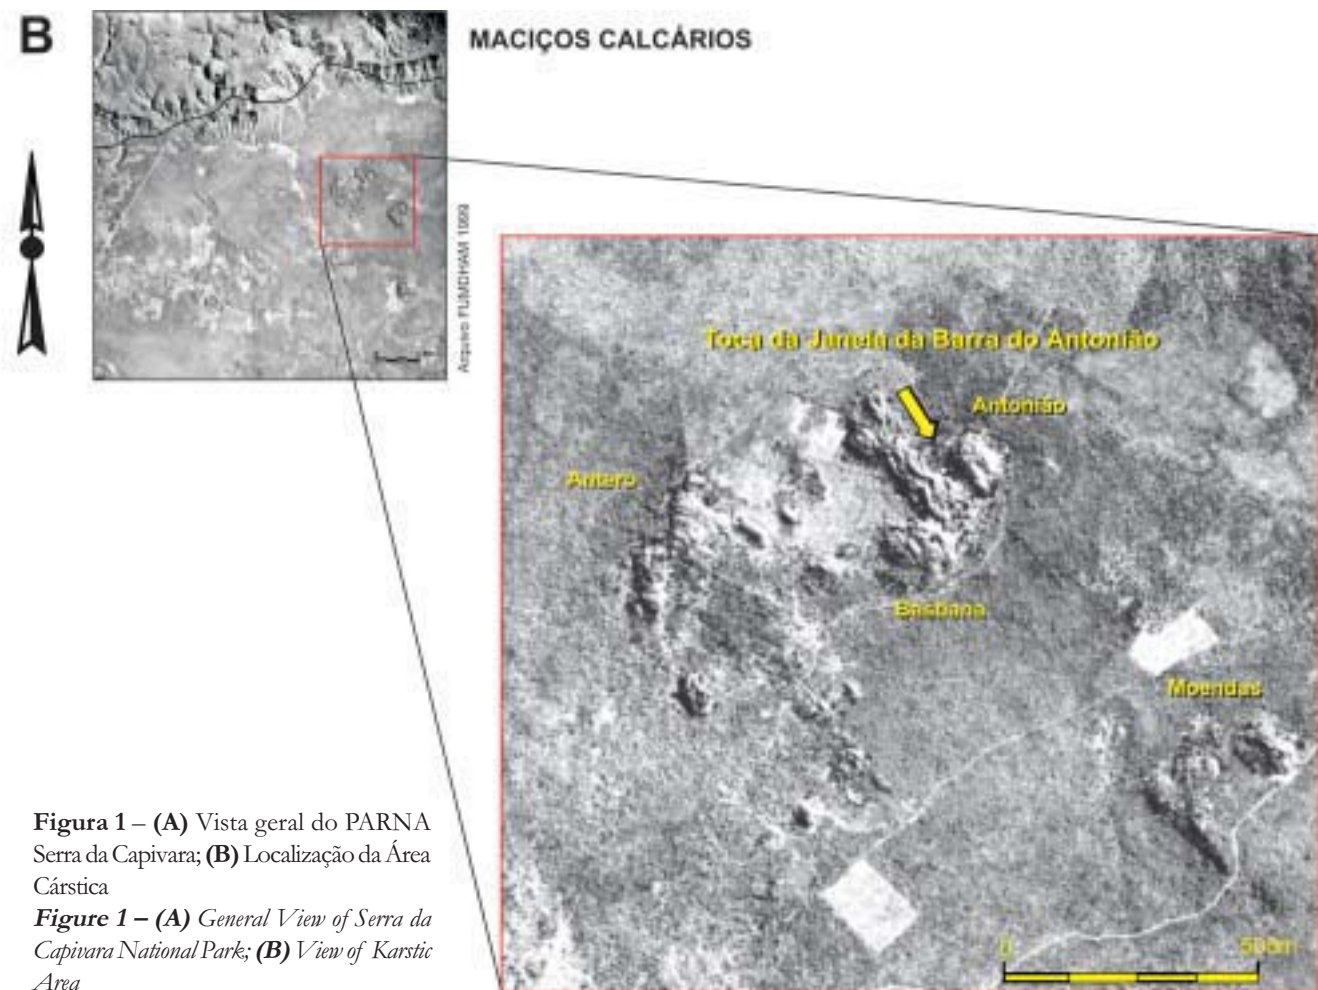 B
MACIÇOS CALCÁRIOS
Arquivo FUMDHAM 1989
Toca da Janela da Barra do Antonião
Antonião
Antero
Bastiana
Moendas
0 500m
Figura 1 – (A) Vista geral do PARNA
Serra da Capivara; (B) Localização da Área
Cárstica
Figure 1 – (A) General View of Serra da
Capivara National Park; (B) View of Karstic
Area